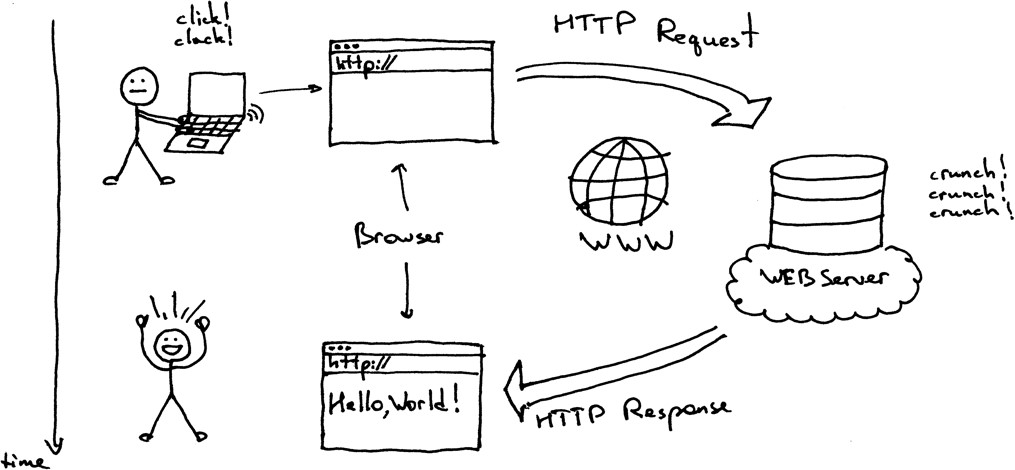 click!
clack!
http://
HTTP Request
WWW
crunch!
crunch!
crunch!
Browser
WEB Server
http://
Hello, World!
HTTP Response
time